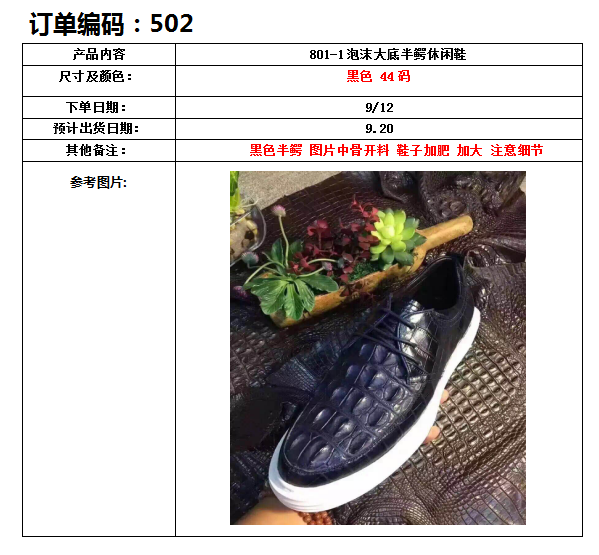 订单编码：502
产品内容 801-1泡沫大底半鳄休闲鞋
尺寸及颜色： 黑色 44码
下单日期： 9/12
预计出货日期： 9.20
其他备注： 黑色半鳄 图片中骨开料 鞋子加肥 加大 注意细节
参考图片: